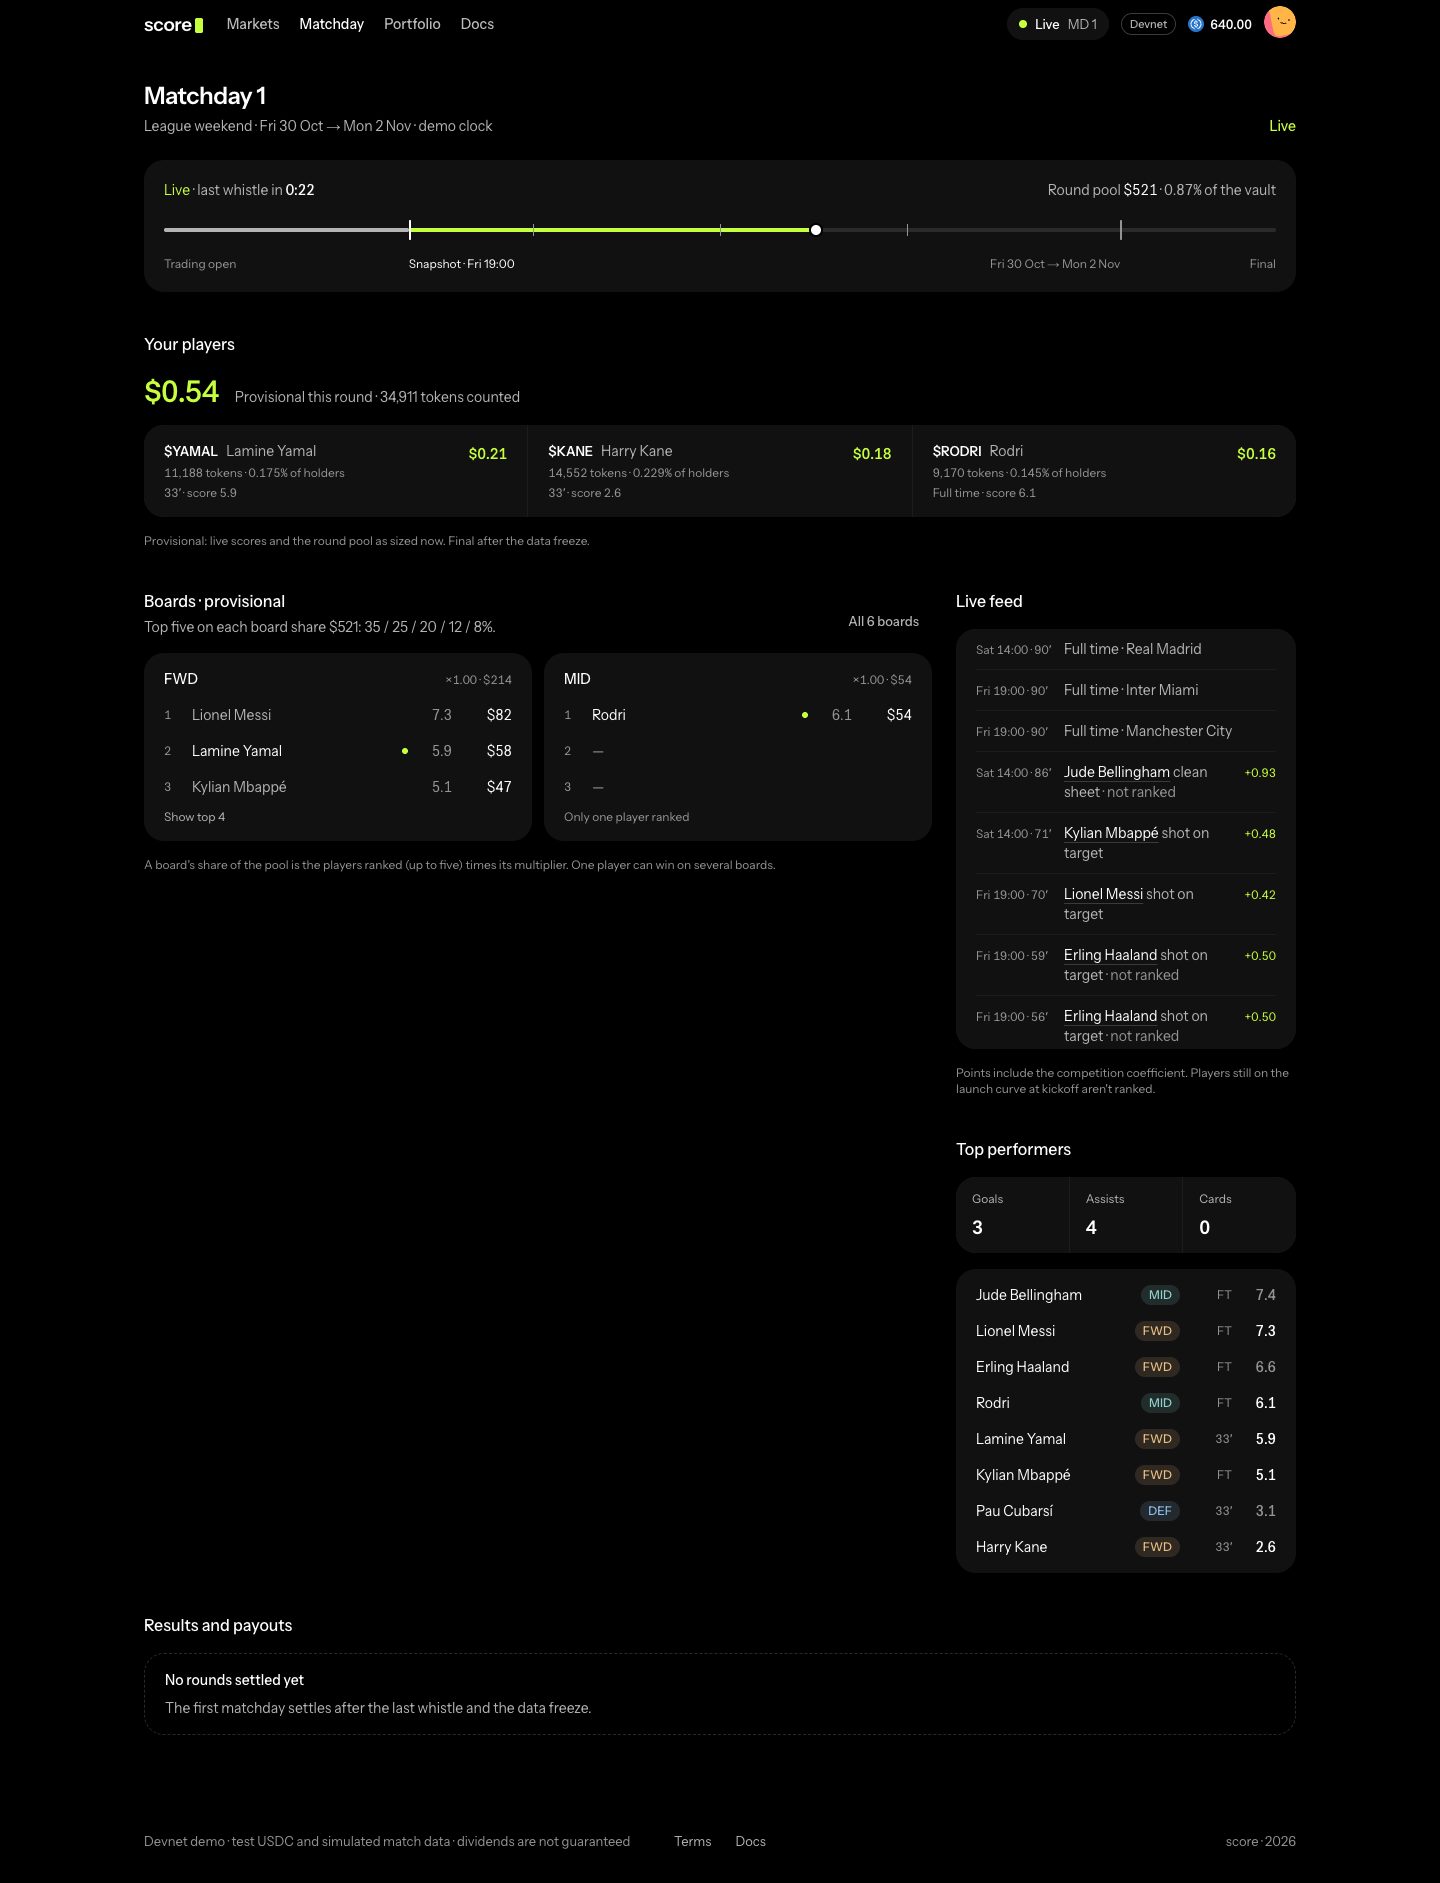 score Markets Matchday Portfolio Docs Live MD 1 Devnet 640.00
Matchday 1
League weekend · Fri 30 Oct → Mon 2 Nov · demo clock Live
Live · last whistle in 0:22 Round pool $521 · 0.87% of the vault
Trading open Snapshot · Fri 19:00 Fri 30 Oct → Mon 2 Nov Final
Your players
$0.54 Provisional this round · 34,911 tokens counted
$YAMAL Lamine Yamal $0.21
11,188 tokens · 0.175% of holders
33′ · score 5.9
$KANE Harry Kane $0.18
14,552 tokens · 0.229% of holders
33′ · score 2.6
$RODRI Rodri $0.16
9,170 tokens · 0.145% of holders
Full time · score 6.1
Provisional: live scores and the round pool as sized now. Final after the data freeze.
Boards · provisional
Top five on each board share $521: 35 / 25 / 20 / 12 / 8%. All 6 boards
FWD ×1.00 · $214
1 Lionel Messi 7.3 $82
2 Lamine Yamal 5.9 $58
3 Kylian Mbappé 5.1 $47
Show top 4
MID ×1.00 · $54
1 Rodri 6.1 $54
2 —
3 —
Only one player ranked
A board's share of the pool is the players ranked (up to five) times its multiplier. One player can win on several boards.
Live feed
Sat 14:00 · 90′ Full time · Real Madrid
Fri 19:00 · 90′ Full time · Inter Miami
Fri 19:00 · 90′ Full time · Manchester City
Sat 14:00 · 86′ Jude Bellingham clean +0.93
sheet · not ranked
Sat 14:00 · 71′ Kylian Mbappé shot on +0.48
target
Fri 19:00 · 70′ Lionel Messi shot on +0.42
target
Fri 19:00 · 59′ Erling Haaland shot on +0.50
target · not ranked
Fri 19:00 · 56′ Erling Haaland shot on +0.50
target · not ranked
Points include the competition coefficient. Players still on the
launch curve at kickoff aren't ranked.
Top performers
Goals Assists Cards
3 4 0
Jude Bellingham MID FT 7.4
Lionel Messi FWD FT 7.3
Erling Haaland FWD FT 6.6
Rodri MID FT 6.1
Lamine Yamal FWD 33′ 5.9
Kylian Mbappé FWD FT 5.1
Pau Cubarsí DEF 33′ 3.1
Harry Kane FWD 33′ 2.6
Results and payouts
No rounds settled yet
The first matchday settles after the last whistle and the data freeze.
Devnet demo · test USDC and simulated match data · dividends are not guaranteed Terms Docs score · 2026